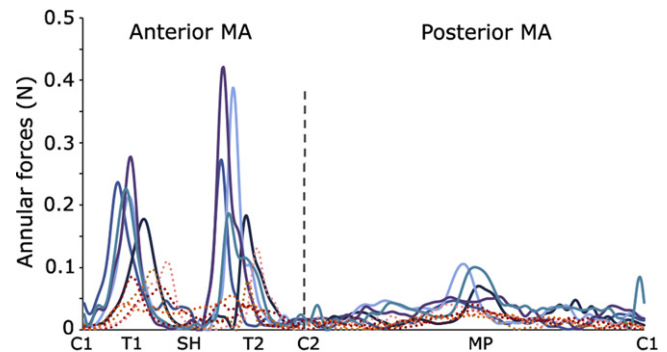 0.5
Anterior MA
Posterior MA
0.4
0.3
0.2
0.1
0
Annular forces (N)
C1
T1
SH
T2
C2
MP
C1